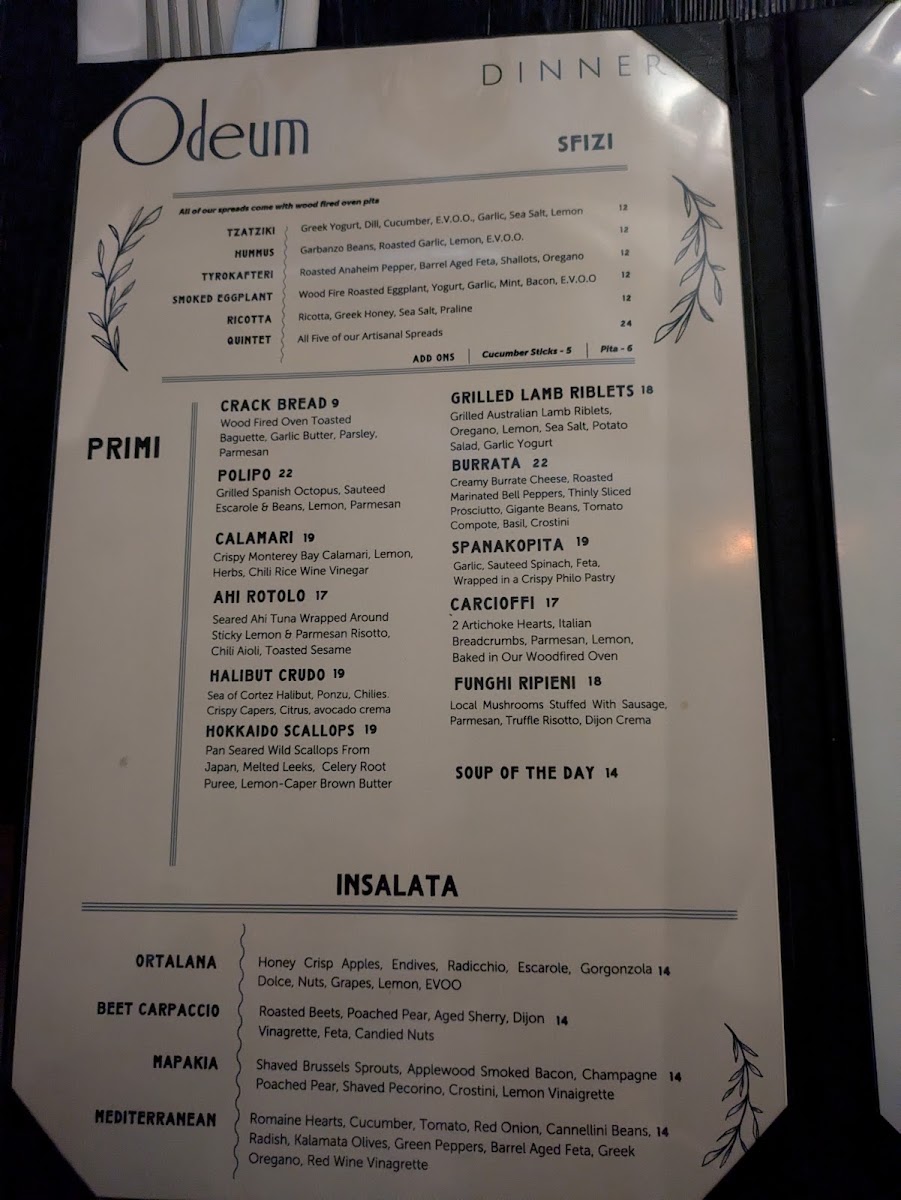 DINNER
Odeum
SFIZI
All of our spreads come with wood fired oven pita
TZATZIKI Greek Yogurt, Dill, Cucumber, E.V.O.O., Garlic, Sea Salt, Lemon 12
HUMMUS Garbanzo Beans, Roasted Garlic, Lemon, E.V.O.O. 12
TYROKAFTERI Roasted Anaheim Pepper, Barrel Aged Feta, Shallots, Oregano 12
SMOKED EGGPLANT Wood Fire Roasted Eggplant, Yogurt, Garlic, Mint, Bacon, E.V.O.O 12
RICOTTA Ricotta, Greek Honey, Sea Salt, Praline 12
QUINTET All Five of our Artisanal Spreads 24
ADD ONS Cucumber Sticks - 5 Pita - 6
PRIMI
CRACK BREAD 9
Wood Fired Oven Toasted
Baguette, Garlic Butter, Parsley,
Parmesan
POLIPO 22
Grilled Spanish Octopus, Sauteed
Escarole & Beans, Lemon, Parmesan
CALAMARI 19
Crispy Monterey Bay Calamari, Lemon,
Herbs, Chili Rice Wine Vinegar
AHI ROTOLO 17
Seared Ahi Tuna Wrapped Around
Sticky Lemon & Parmesan Risotto,
Chili Aioli, Toasted Sesame
HALIBUT CRUDO 19
Sea of Cortez Halibut, Ponzu, Chilies.
Crispy Capers, Citrus, avocado crema
HOKKAIDO SCALLOPS 19
Pan Seared Wild Scallops From
Japan, Melted Leeks, Celery Root
Puree, Lemon-Caper Brown Butter
GRILLED LAMB RIBLETS 18
Grilled Australian Lamb Riblets,
Oregano, Lemon, Sea Salt, Potato
Salad, Garlic Yogurt
BURRATA 22
Creamy Burrate Cheese, Roasted
Marinated Bell Peppers, Thinly Sliced
Prosciutto, Gigante Beans, Tomato
Compote, Basil, Crostini
SPANAKOPITA 19
Garlic, Sauteed Spinach, Feta,
Wrapped in a Crispy Philo Pastry
CARCIOFFI 17
2 Artichoke Hearts, Italian
Breadcrumbs, Parmesan, Lemon,
Baked in Our Woodfired Oven
FUNGHI RIPIENI 18
Local Mushrooms Stuffed With Sausage,
Parmesan, Truffle Risotto, Dijon Crema
SOUP OF THE DAY 14
INSALATA
ORTALANA Honey Crisp Apples, Endives, Radicchio, Escarole, Gorgonzola 14
Dolce, Nuts, Grapes, Lemon, EVOO
BEET CARPACCIO Roasted Beets, Poached Pear, Aged Sherry, Dijon 14
Vinagrette, Feta, Candied Nuts
MAPAKIA Shaved Brussels Sprouts, Applewood Smoked Bacon, Champagne 14
Poached Pear, Shaved Pecorino, Crostini, Lemon Vinaigrette
MEDITERRANEAN Romaine Hearts, Cucumber, Tomato, Red Onion, Cannellini Beans, 14
Radish, Kalamata Olives, Green Peppers, Barrel Aged Feta, Greek
Oregano, Red Wine Vinagrette